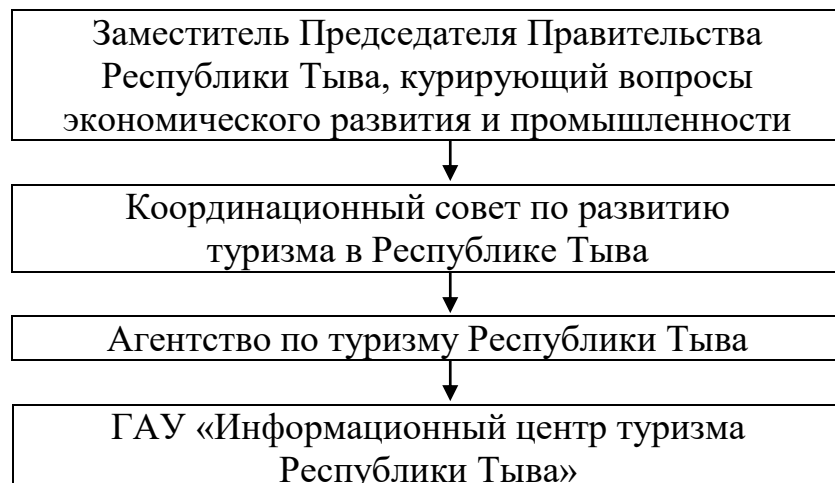 Заместитель Председателя Правительства
Республики Тыва, курирующий вопросы
экономического развития и промышленности
Координационный совет по развитию
туризма в Республике Тыва
Агентство по туризму Республики Тыва
ГАУ «Информационный центр туризма
Республики Тыва»